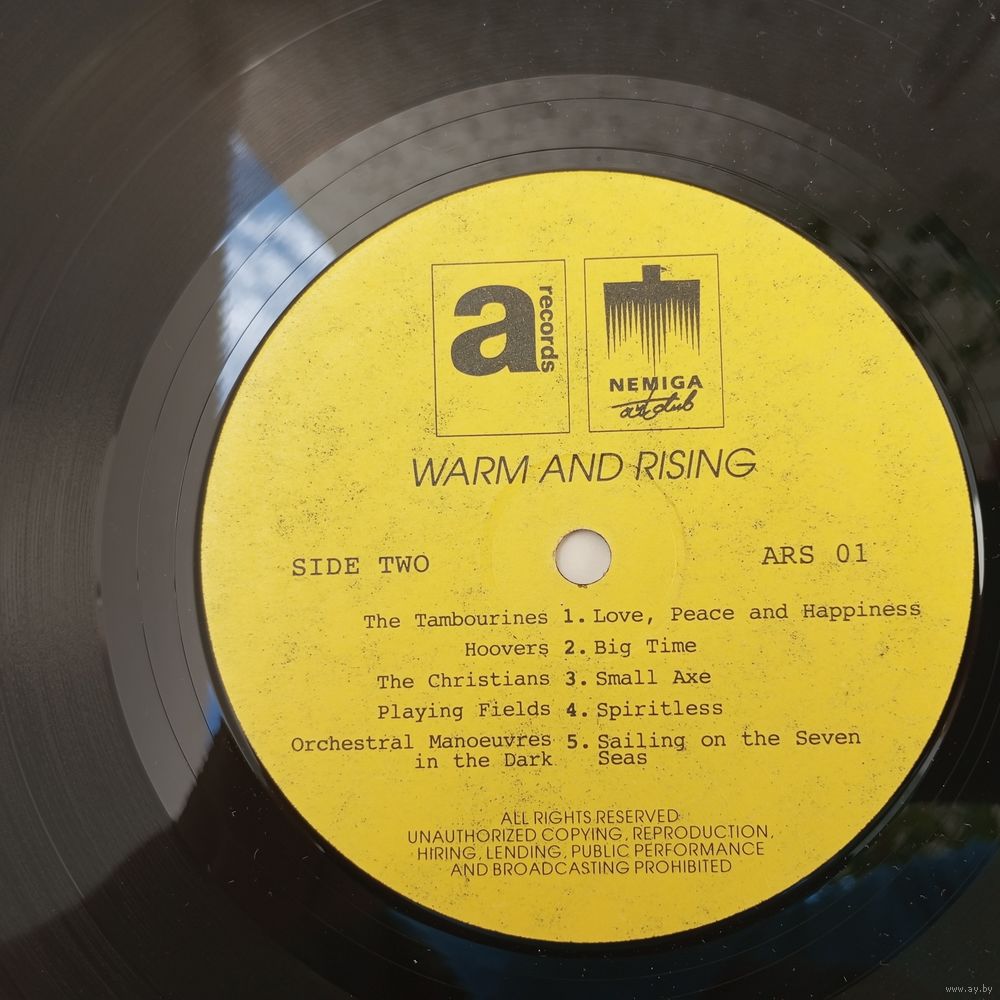 a records
NEMIGA
art club
WARM AND RISING
SIDE TWO ARS 01
The Tambourines 1. Love, Peace and Happiness
Hoovers 2. Big Time
The Christians 3. Small Axe
Playing Fields 4. Spiritless
Orchestral Manoeuvres 5. Sailing on the Seven
in the Dark Seas
ALL RIGHTS RESERVED
UNAUTHORIZED COPYING, REPRODUCTION,
HIRING, LENDING, PUBLIC PERFORMANCE
AND BROADCASTING PROHIBITED
www.ay.by